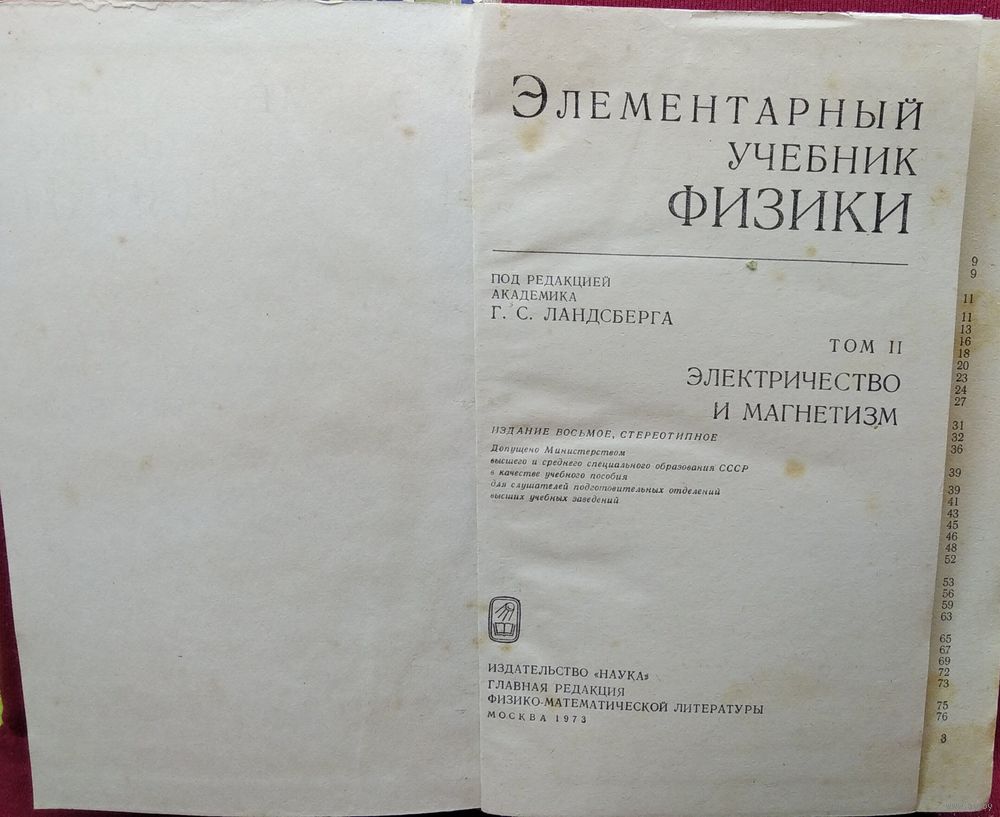 ЭЛЕМЕНТАРНЫЙ
УЧЕБНИК
ФИЗИКИ
ПОД РЕДАКЦИЕЙ
АКАДЕМИКА
Г. С. ЛАНДСБЕРГА
ТОМ II
ЭЛЕКТРИЧЕСТВО
И МАГНЕТИЗМ
ИЗДАНИЕ ВОСЬМОЕ, СТЕРЕОТИПНОЕ
Допущено Министерством
высшего и среднего специального образования СССР
в качестве учебного пособия
для слушателей подготовительных отделений
высших учебных заведений
ИЗДАТЕЛЬСТВО «НАУКА»
ГЛАВНАЯ РЕДАКЦИЯ
ФИЗИКО-МАТЕМАТИЧЕСКОЙ ЛИТЕРАТУРЫ
МОСКВА 1973
9
9
11
11
13
16
18
20
23
24
27
31
32
36
39
39
41
43
45
46
48
52
53
56
59
63
65
67
69
72
73
75
76
3